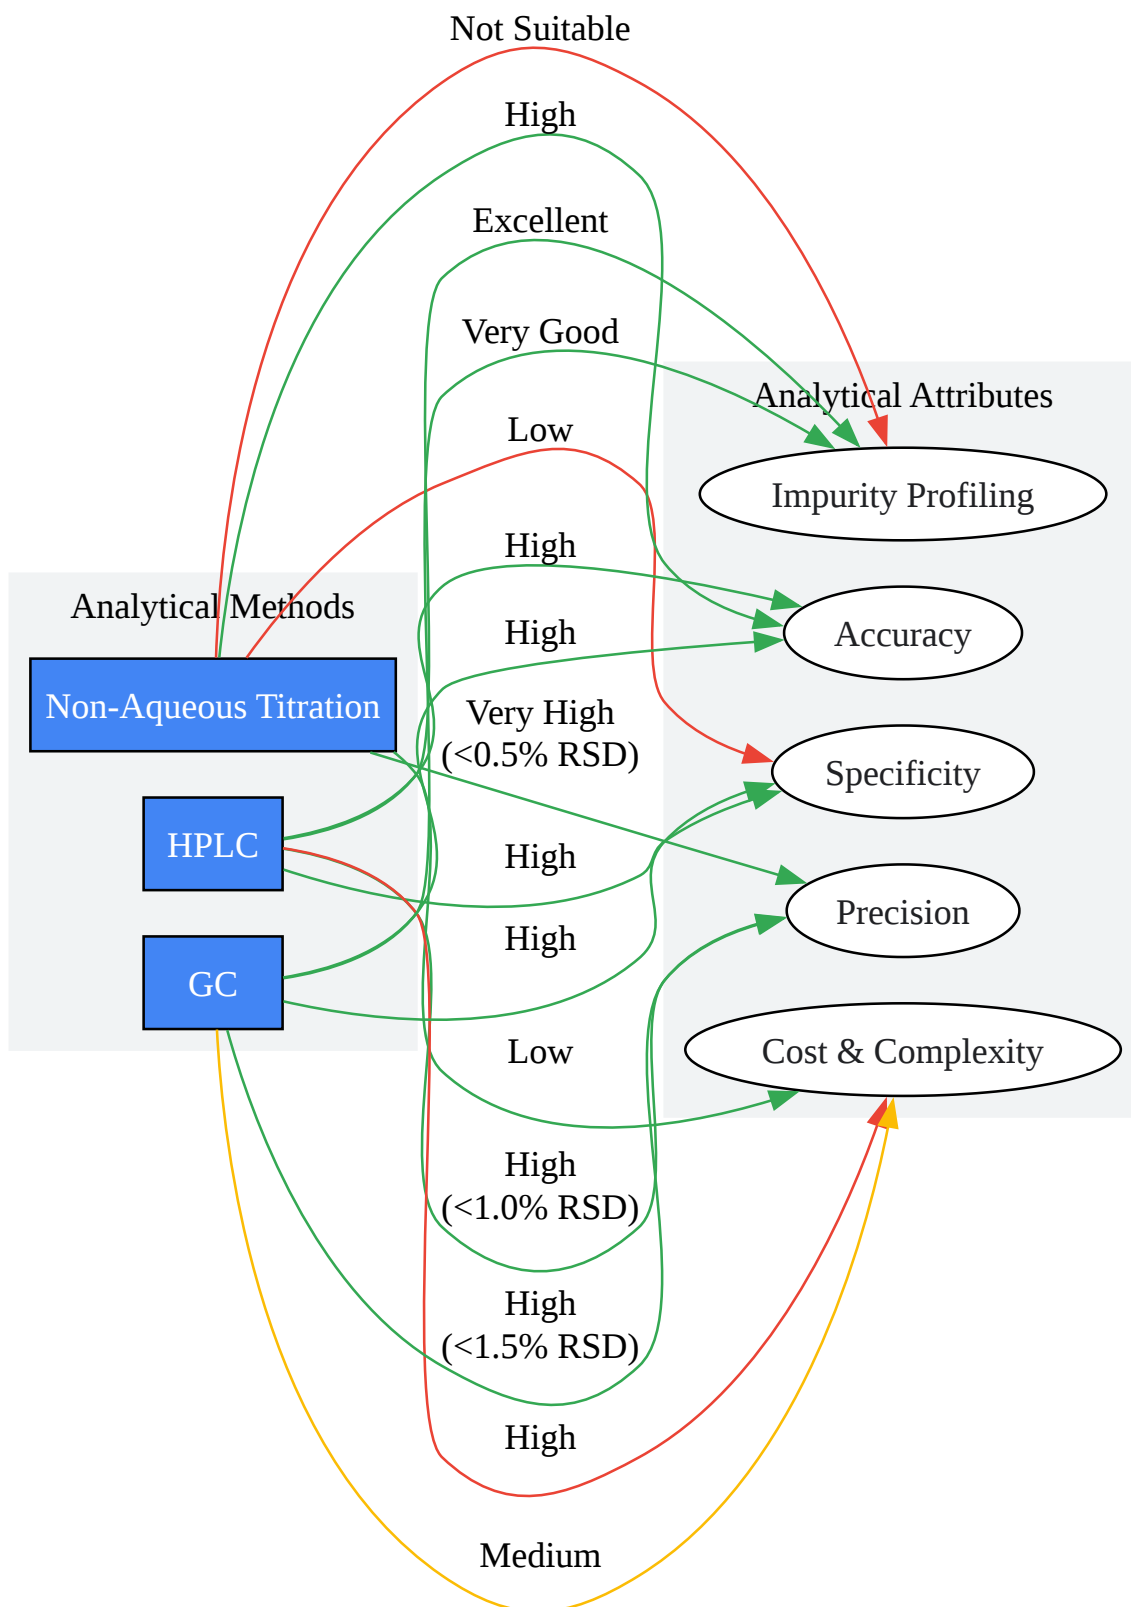 Not Suitable
High
Excellent
Very Good
Analytical Attributes
Low
Impurity Profiling
High
Analytical Methods
High
Accuracy
Non-Aqueous Titration
Very High
(<0.5% RSD)
Specificity
HPLC
High
Precision
High
GC
Low
Cost & Complexity
High
(<1.0% RSD)
High
(<1.5% RSD)
High
Medium